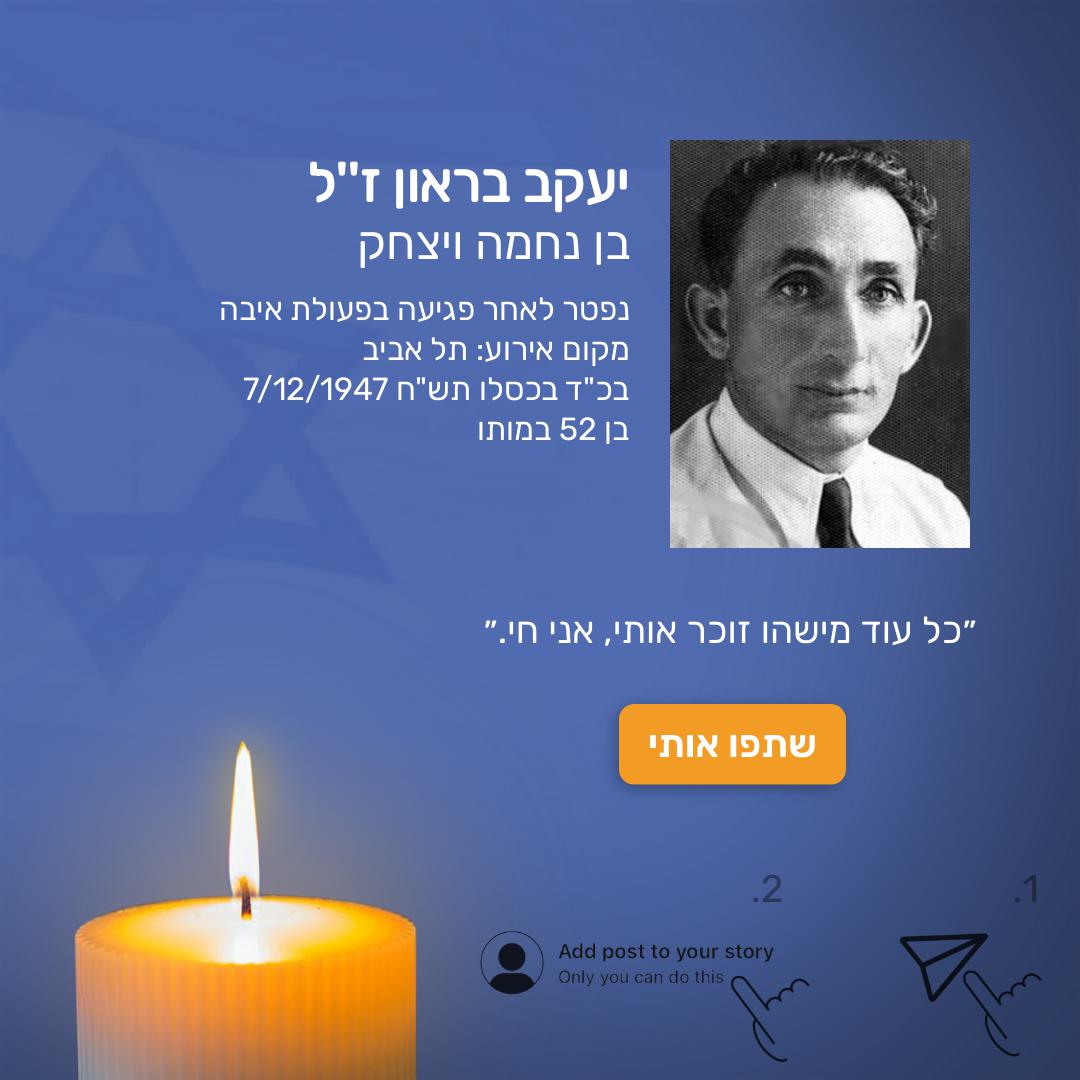 יעקב בראון ז"ל
בן נחמה ויצחק
נפטר לאחר פגיעה בפעולת איבה
מקום אירוע: תל אביב
בכ"ד בכסלו תש"ח 7/12/1947
בן 52 במותו
״כל עוד מישהו זוכר אותי, אני חי.״
שתפו אותי
1.
2.
Add post to your story
Only you can do this